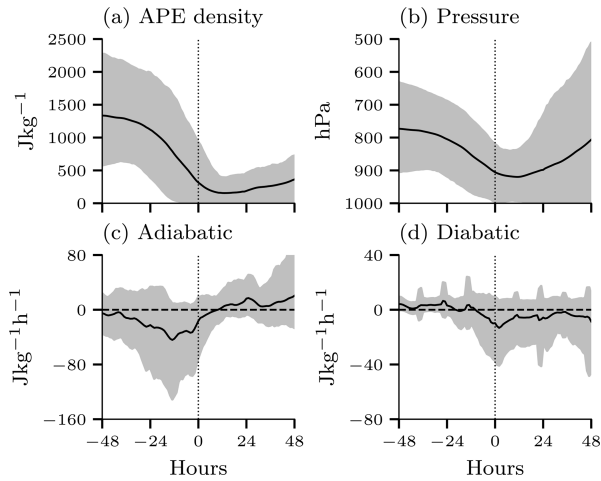 (a) APE density
(b) Pressure
2500
2000
1500
1000
500
0
Jkg−1
500
600
700
800
900
1000
hPa
(c) Adiabatic
(d) Diabatic
80
0
−80
−160
Jkg−1h−1
40
0
−40
−80
Jkg−1h−1
−48 −24 0 24 48
−48 −24 0 24 48
Hours
Hours